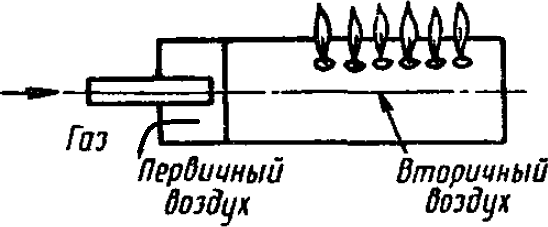 Газ
Первичный
воздух
Вторичный
воздух